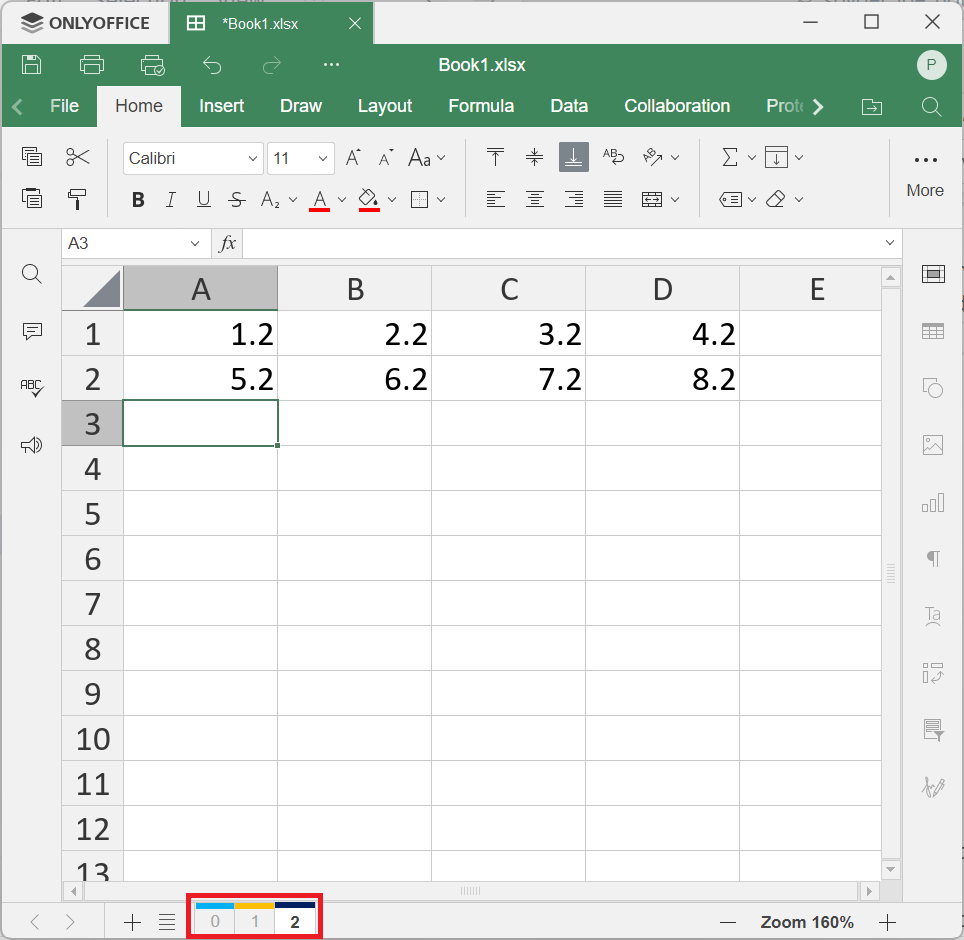 ONLYOFFICE *Book1.xlsx
Book1.xlsx P
File Home Insert Draw Layout Formula Data Collaboration
Calibri 11 Aa More
B I U S A₂ A
A3 fx
A B C D E
1 1.2 2.2 3.2 4.2
2 5.2 6.2 7.2 8.2
3
4
5
6
7
8
9
10
11
12
13
0 1 2 Zoom 160%